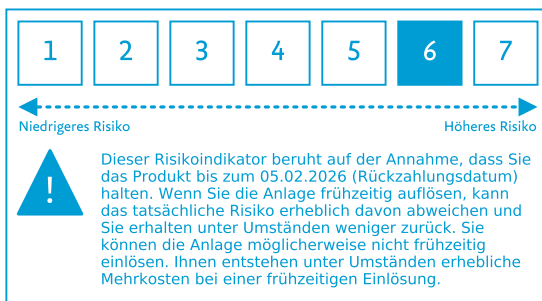 1 2 3 4 5 6 7
Niedrigeres Risiko Höheres Risiko
!
Dieser Risikoindikator beruht auf der Annahme, dass Sie
das Produkt bis zum 05.02.2026 (Rückzahlungsdatum)
halten. Wenn Sie die Anlage frühzeitig auflösen, kann
das tatsächliche Risiko erheblich davon abweichen und
Sie erhalten unter Umständen weniger zurück. Sie
können die Anlage möglicherweise nicht frühzeitig
einlösen. Ihnen entstehen unter Umständen erhebliche
Mehrkosten bei einer frühzeitigen Einlösung.